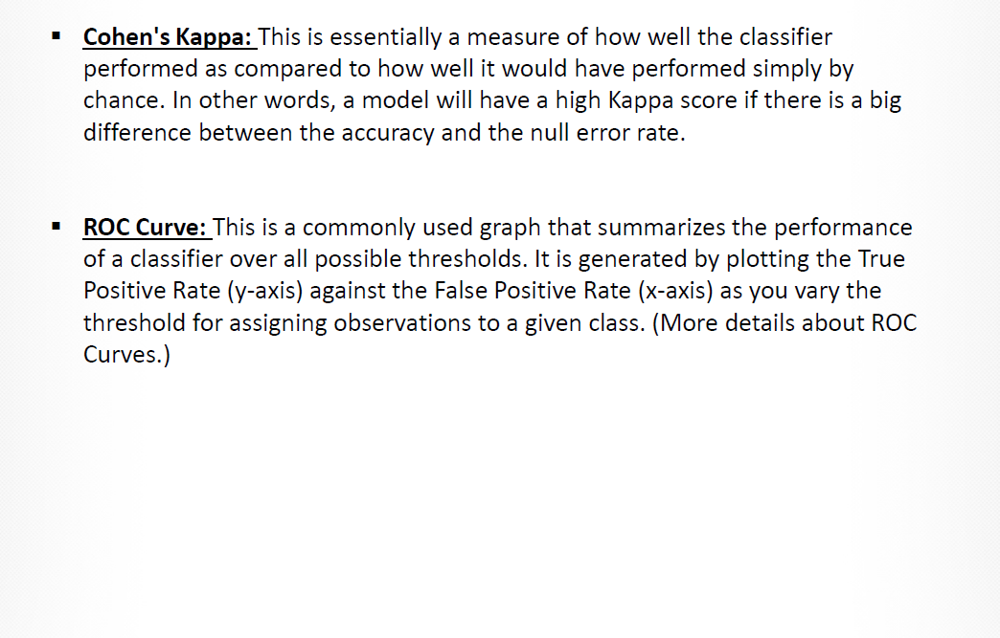 ▪ Cohen's Kappa: This is essentially a measure of how well the classifier
performed as compared to how well it would have performed simply by
chance. In other words, a model will have a high Kappa score if there is a big
difference between the accuracy and the null error rate.
▪ ROC Curve: This is a commonly used graph that summarizes the performance
of a classifier over all possible thresholds. It is generated by plotting the True
Positive Rate (y-axis) against the False Positive Rate (x-axis) as you vary the
threshold for assigning observations to a given class. (More details about ROC
Curves.)